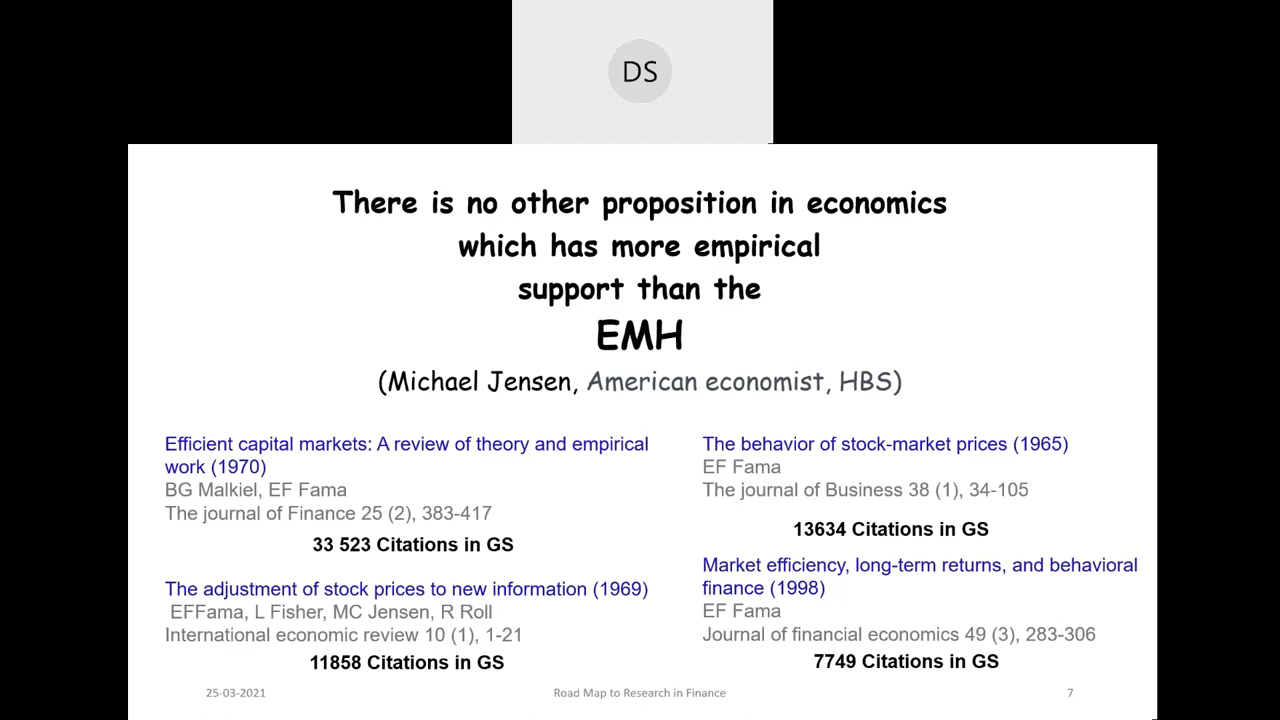 DS
There is no other proposition in economics
which has more empirical
support than the
EMH
(Michael Jensen, American economist, HBS)
Efficient capital markets: A review of theory and empirical
work (1970)
BG Malkiel, EF Fama
The journal of Finance 25 (2), 383-417
33 523 Citations in GS
The adjustment of stock prices to new information (1969)
EFFama, L Fisher, MC Jensen, R Roll
International economic review 10 (1), 1-21
11858 Citations in GS
The behavior of stock-market prices (1965)
EF Fama
The journal of Business 38 (1), 34-105
13634 Citations in GS
Market efficiency, long-term returns, and behavioral
finance (1998)
EF Fama
Journal of financial economics 49 (3), 283-306
7749 Citations in GS
25-03-2021
Road Map to Research in Finance
7